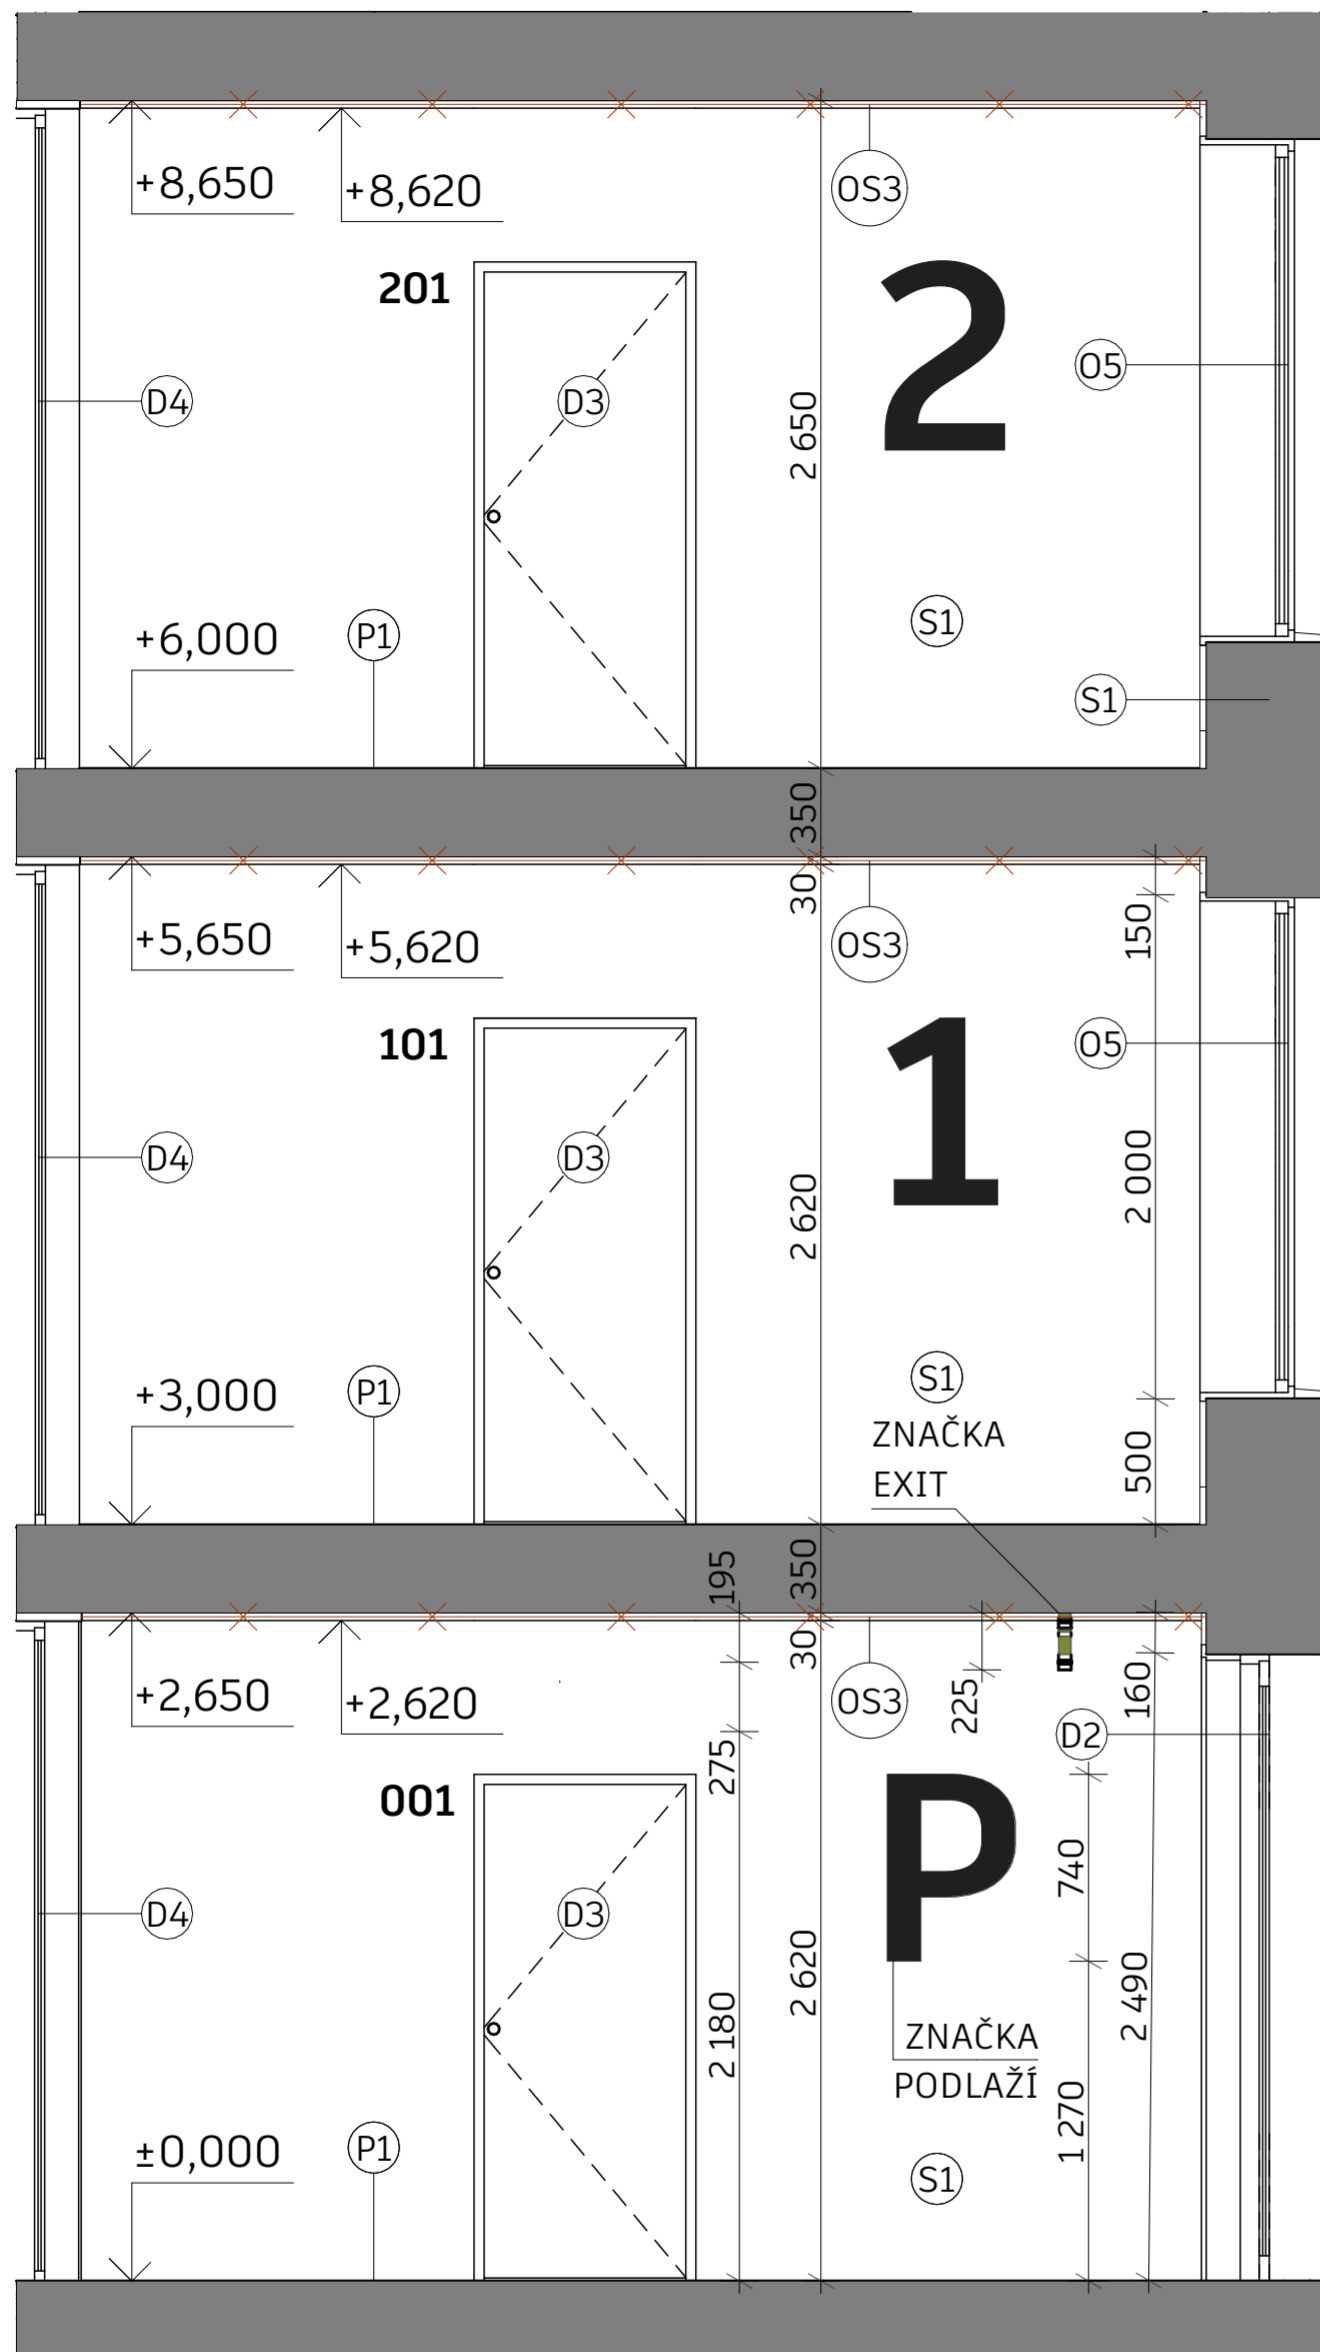 +8,650
+8,620
OS3
201
2
O5
D4
D3
2 650
+6,000
P1
S1
S1
350
30
+5,650
+5,620
OS3
150
101
1
O5
D4
D3
2 620
2 000
+3,000
P1
S1
ZNAČKA
EXIT
500
195
350
30
+2,650
+2,620
OS3
225
160
D2
275
001
P
740
D4
D3
2 180
2 620
2 490
ZNAČKA
PODLAŽÍ
1 270
±0,000
P1
S1